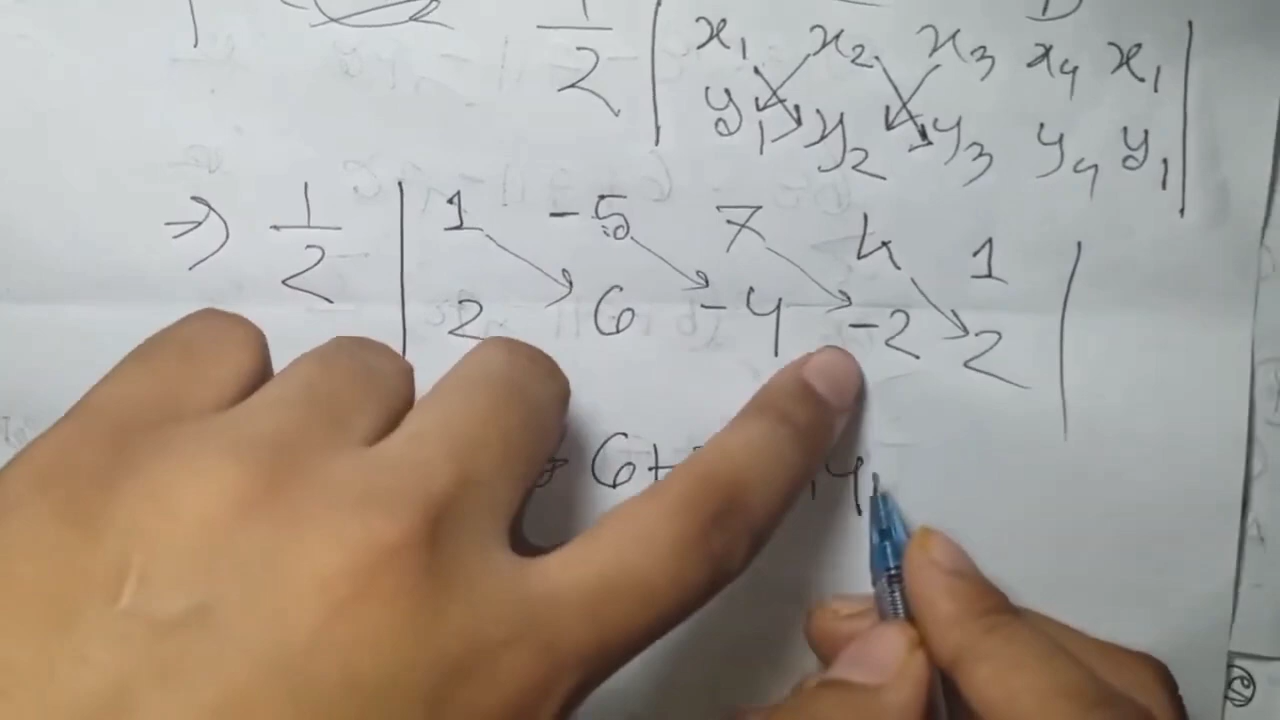 1/2 | x₁ x₂ x₃ x₄ x₁ |
y₁ y₂ y₃ y₄ y₁
⇒ 1/2 | 1 -5 7 k 1 |
2 6 -4 -2 2
6+ 14